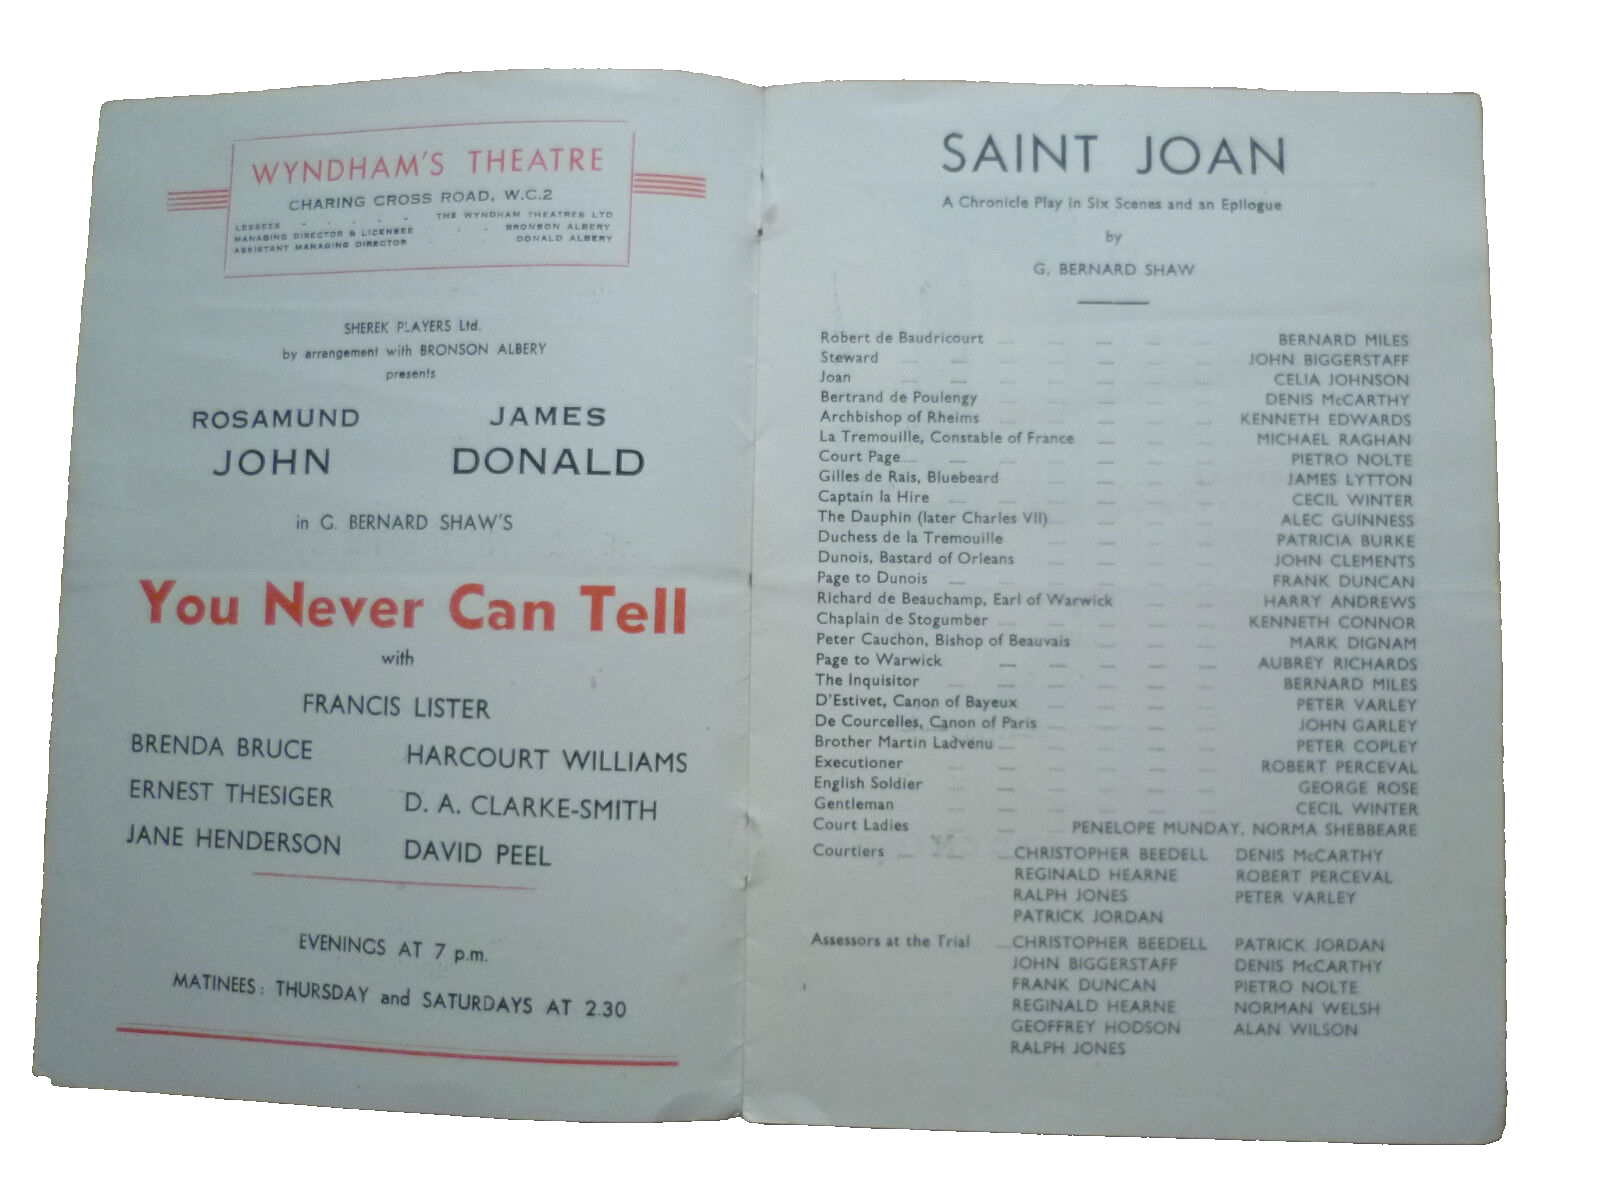 WYNDHAM'S THEATRE
CHARING CROSS ROAD, W.C.2
LESSEES - - - - - THE WYNDHAM THEATRES LTD
MANAGING DIRECTOR & LICENSEE - - BRONSON ALBERY
ASSISTANT MANAGING DIRECTOR - - DONALD ALBERY
SHEREK PLAYERS Ltd.
by arrangement with BRONSON ALBERY
presents
ROSAMUND JAMES
JOHN DONALD
in G. BERNARD SHAW'S
You Never Can Tell
with
FRANCIS LISTER
BRENDA BRUCE HARCOURT WILLIAMS
ERNEST THESIGER D. A. CLARKE-SMITH
JANE HENDERSON DAVID PEEL
EVENINGS AT 7 p.m.
MATINEES: THURSDAY and SATURDAYS AT 2.30
SAINT JOAN
A Chronicle Play in Six Scenes and an Epilogue
by
G. BERNARD SHAW
Robert de Baudricourt BERNARD MILES
Steward JOHN BIGGERSTAFF
Joan CELIA JOHNSON
Bertrand de Poulengy DENIS McCARTHY
Archbishop of Rheims KENNETH EDWARDS
La Tremouille, Constable of France MICHAEL RAGHAN
Court Page PIETRO NOLTE
Gilles de Rais, Bluebeard JAMES LYTTON
Captain la Hire CECIL WINTER
The Dauphin (later Charles VII) ALEC GUINNESS
Duchess de la Tremouille PATRICIA BURKE
Dunois, Bastard of Orleans JOHN CLEMENTS
Page to Dunois FRANK DUNCAN
Richard de Beauchamp, Earl of Warwick HARRY ANDREWS
Chaplain de Stogumber KENNETH CONNOR
Peter Cauchon, Bishop of Beauvais MARK DIGNAM
Page to Warwick AUBREY RICHARDS
The Inquisitor BERNARD MILES
D'Estivet, Canon of Bayeux PETER VARLEY
De Courcelles, Canon of Paris JOHN GARLEY
Brother Martin Ladvenu PETER COPLEY
Executioner ROBERT PERCEVAL
English Soldier GEORGE ROSE
Gentleman CECIL WINTER
Court Ladies PENELOPE MUNDAY, NORMA SHEBBEARE
Courtiers CHRISTOPHER BEEDELL DENIS McCARTHY
REGINALD HEARNE ROBERT PERCEVAL
RALPH JONES PETER VARLEY
PATRICK JORDAN
Assessors at the Trial CHRISTOPHER BEEDELL PATRICK JORDAN
JOHN BIGGERSTAFF DENIS McCARTHY
FRANK DUNCAN PIETRO NOLTE
REGINALD HEARNE NORMAN WELSH
GEOFFREY HODSON ALAN WILSON
RALPH JONES